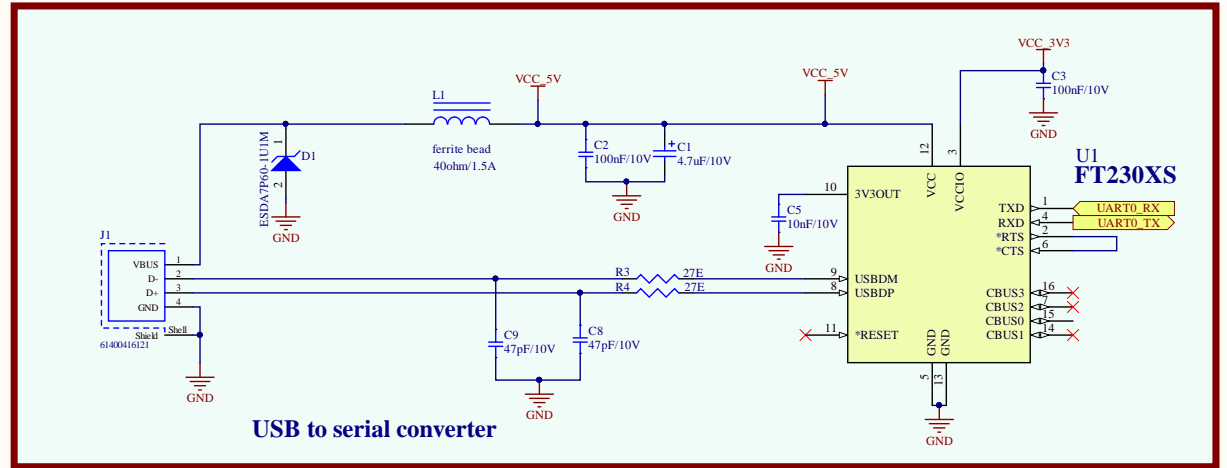 VCC_3V3
C3
100nF/10V
GND
VCC_5V
VCC_5V
L1
ferrite bead
40ohm/1.5A
1
D1
2
ESDA7P60-1U1M
GND
C2
100nF/10V
C1
4.7uF/10V
GND
12
3
U1
FT230XS
VCC
VCCIO
10
3V3OUT
C5
10nF/10V
GND
TXD
1
UART0_RX
RXD
4
UART0_TX
*RTS
2
*CTS
6
J1
VBUS
1
D-
2
D+
3
GND
4
Shield
Shell
61400416121
GND
R3
27E
R4
27E
9
USBDM
8
USBDP
CBUS3
16
CBUS2
7
CBUS0
15
CBUS1
14
11
*RESET
C9
47pF/10V
C8
47pF/10V
GND
GND
GND
5
13
GND
USB to serial converter